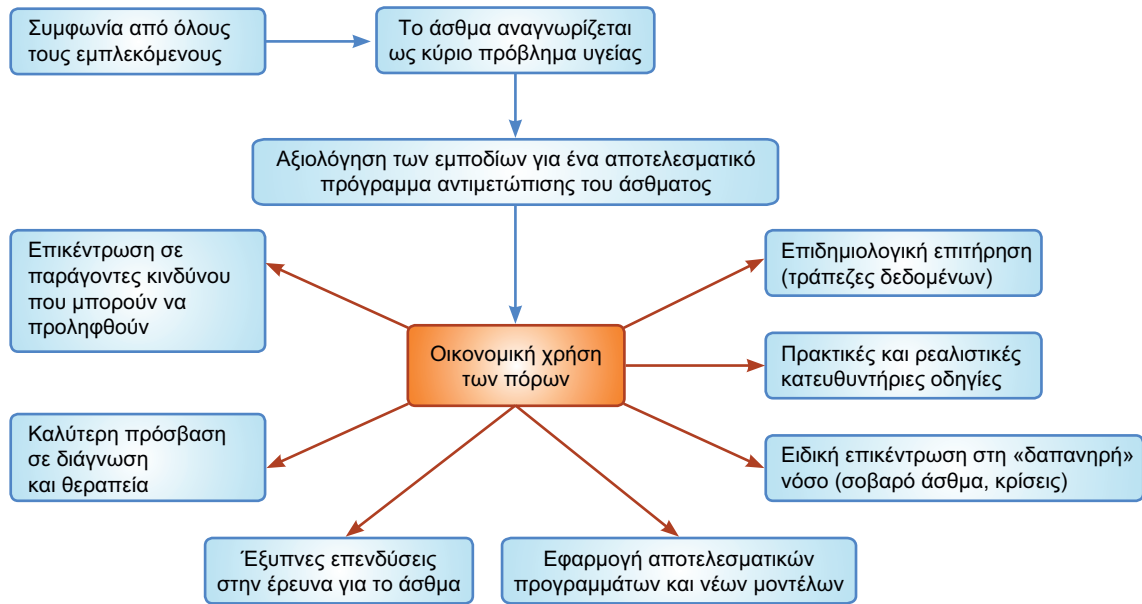 Συμφωνία από όλους
τους εμπλεκόμενους
Το άσθμα αναγνωρίζεται
ως κύριο πρόβλημα υγείας
Αξιολόγηση των εμποδίων για ένα αποτελεσματικό
πρόγραμμα αντιμετώπισης του άσθματος
Επικέντρωση σε
παράγοντες κινδύνου
που μπορούν να
προληφθούν
Επιδημιολογική επιτήρηση
(τράπεζες δεδομένων)
Οικονομική χρήση
των πόρων
Πρακτικές και ρεαλιστικές
κατευθυντήριες οδηγίες
Καλύτερη πρόσβαση
σε διάγνωση
και θεραπεία
Ειδική επικέντρωση στη «δαπανηρή»
νόσο (σοβαρό άσθμα, κρίσεις)
Έξυπνες επενδύσεις
στην έρευνα για το άσθμα
Εφαρμογή αποτελεσματικών
προγραμμάτων και νέων μοντέλων